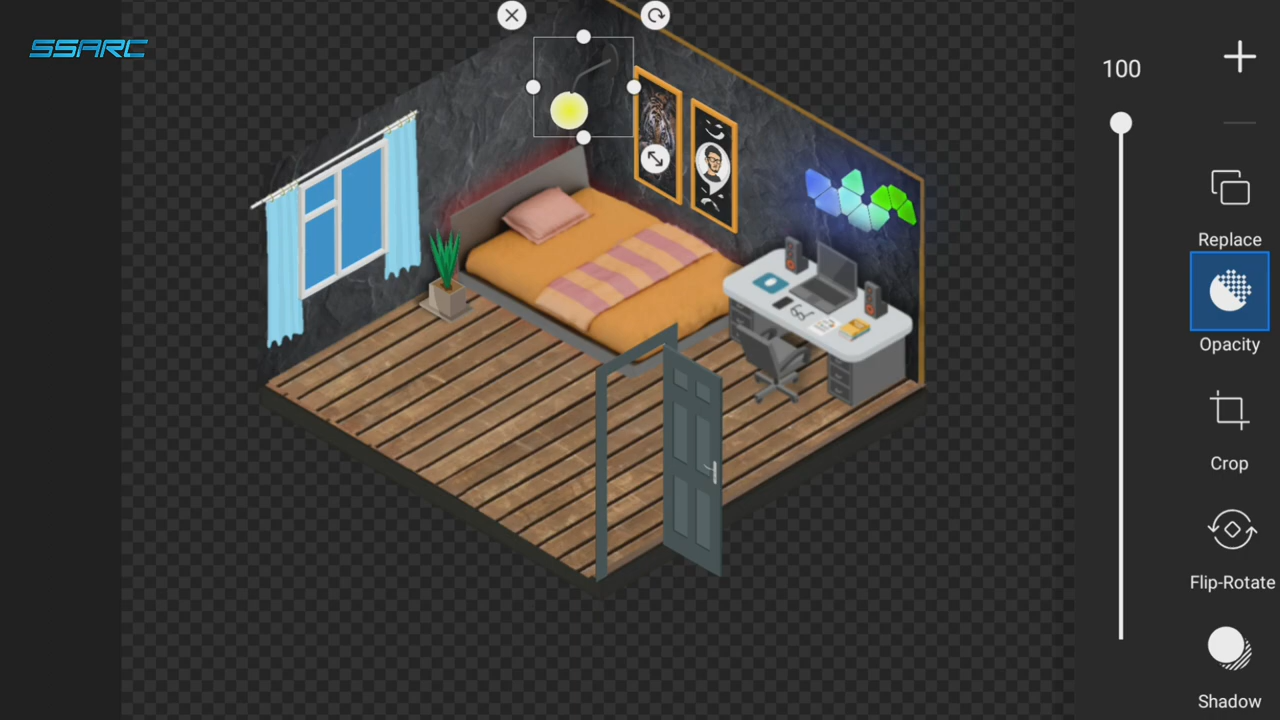 SSARC
100
Replace
Opacity
Crop
Flip-Rotate
Shadow